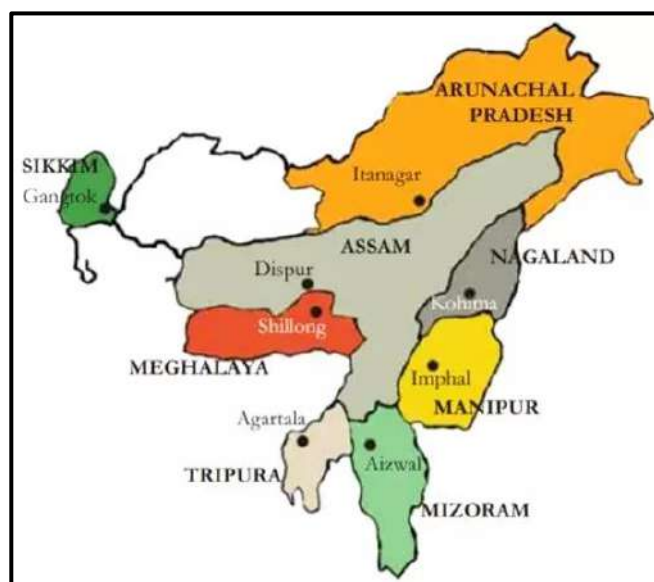 ARUNACHAL
PRADESH
SIKKIM
Gangtok
Itanagar
ASSAM
NAGALAND
Dispur
Kohima
Shillong
MEGHALAYA
Imphal
MANIPUR
Agartala
Aizwal
TRIPURA
MIZORAM